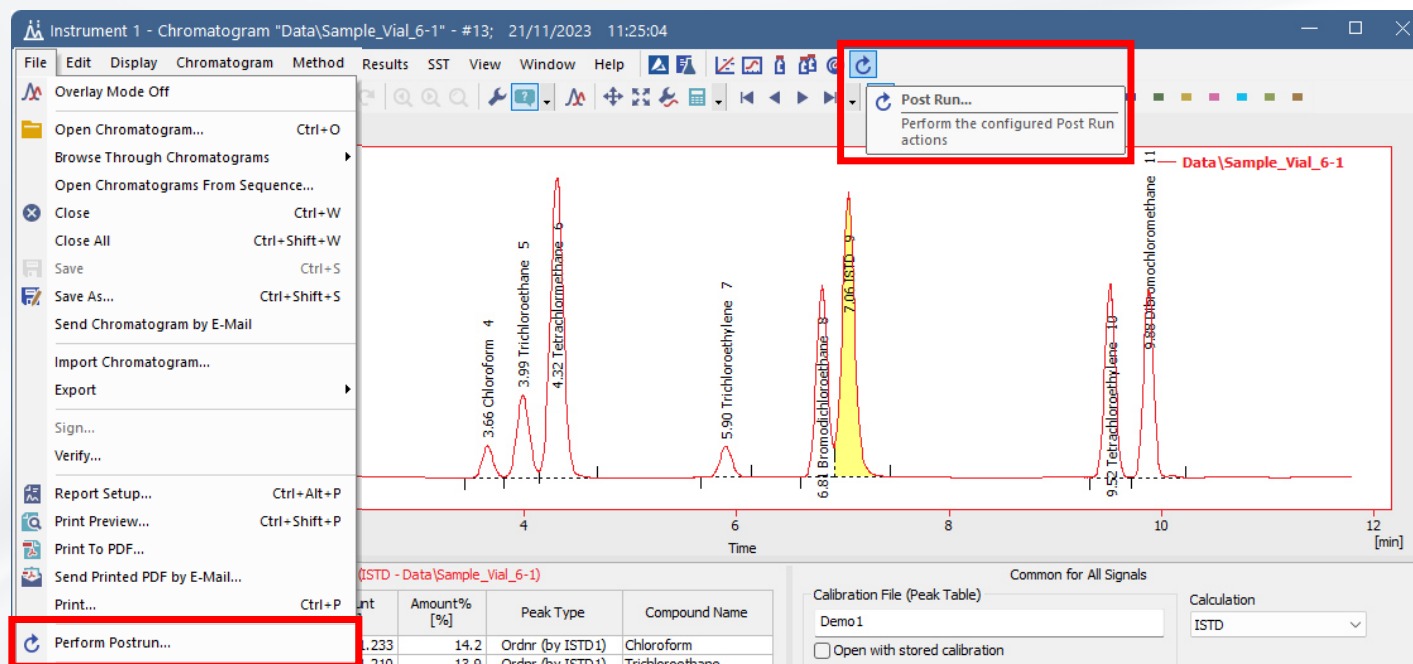 Instrument 1 - Chromatogram "Data\Sample_Vial_6-1" - #13;  21/11/2023  11:25:04
File Edit Display Chromatogram Method Results SST View Window Help
Overlay Mode Off
Open Chromatogram... Ctrl+O
Browse Through Chromatograms
Open Chromatograms From Sequence...
Close Ctrl+W
Close All Ctrl+Shift+W
Save Ctrl+S
Save As... Ctrl+Shift+S
Send Chromatogram by E-Mail
Import Chromatogram...
Export
Sign...
Verify...
Report Setup... Ctrl+Alt+P
Print Preview... Ctrl+Shift+P
Print To PDF...
Send Printed PDF by E-Mail...
Print... Ctrl+P
Perform Postrun...
Post Run...
Perform the configured Post Run
actions
Data\Sample_Vial_6-1
3.66 Chloroform 4
3.99 Trichloroethane 5
4.32 Tetrachlormethane 6
5.90 Trichloroethylene 7
6.81 Bromodichloroethane 8
7.06 ISTD 9
9.52 Tetrachloroethylene 10
9.88 Dibromochloromethane 11
4 6 8 10 12
Time [min]
(ISTD - Data\Sample_Vial_6-1)
Amount% Peak Type Compound Name
[%]
.233 14.2 Ordnr (by ISTD1) Chloroform
13.9 Ordnr (by ISTD1) Trichloroethane
Common for All Signals
Calibration File (Peak Table)
Demo1
Open with stored calibration
Calculation
ISTD